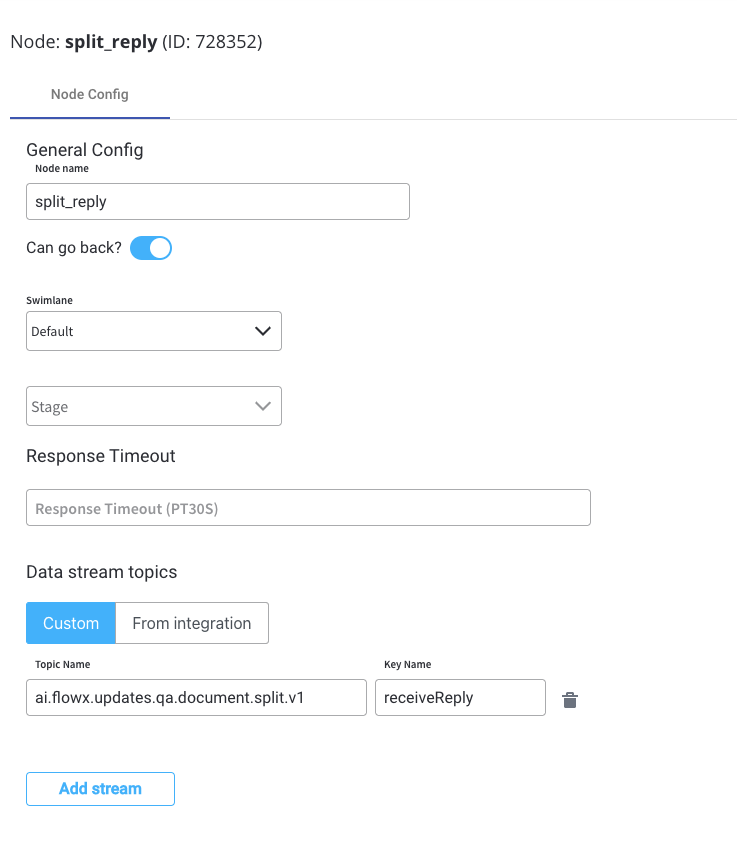 Node: split_reply (ID: 728352)
Node Config
General Config
Node name
split_reply
Can go back?
Swimlane
Default
Stage
Response Timeout
Response Timeout (PT30S)
Data stream topics
Custom From integration
Topic Name Key Name
ai.flowx.updates.qa.document.split.v1 receiveReply
Add stream